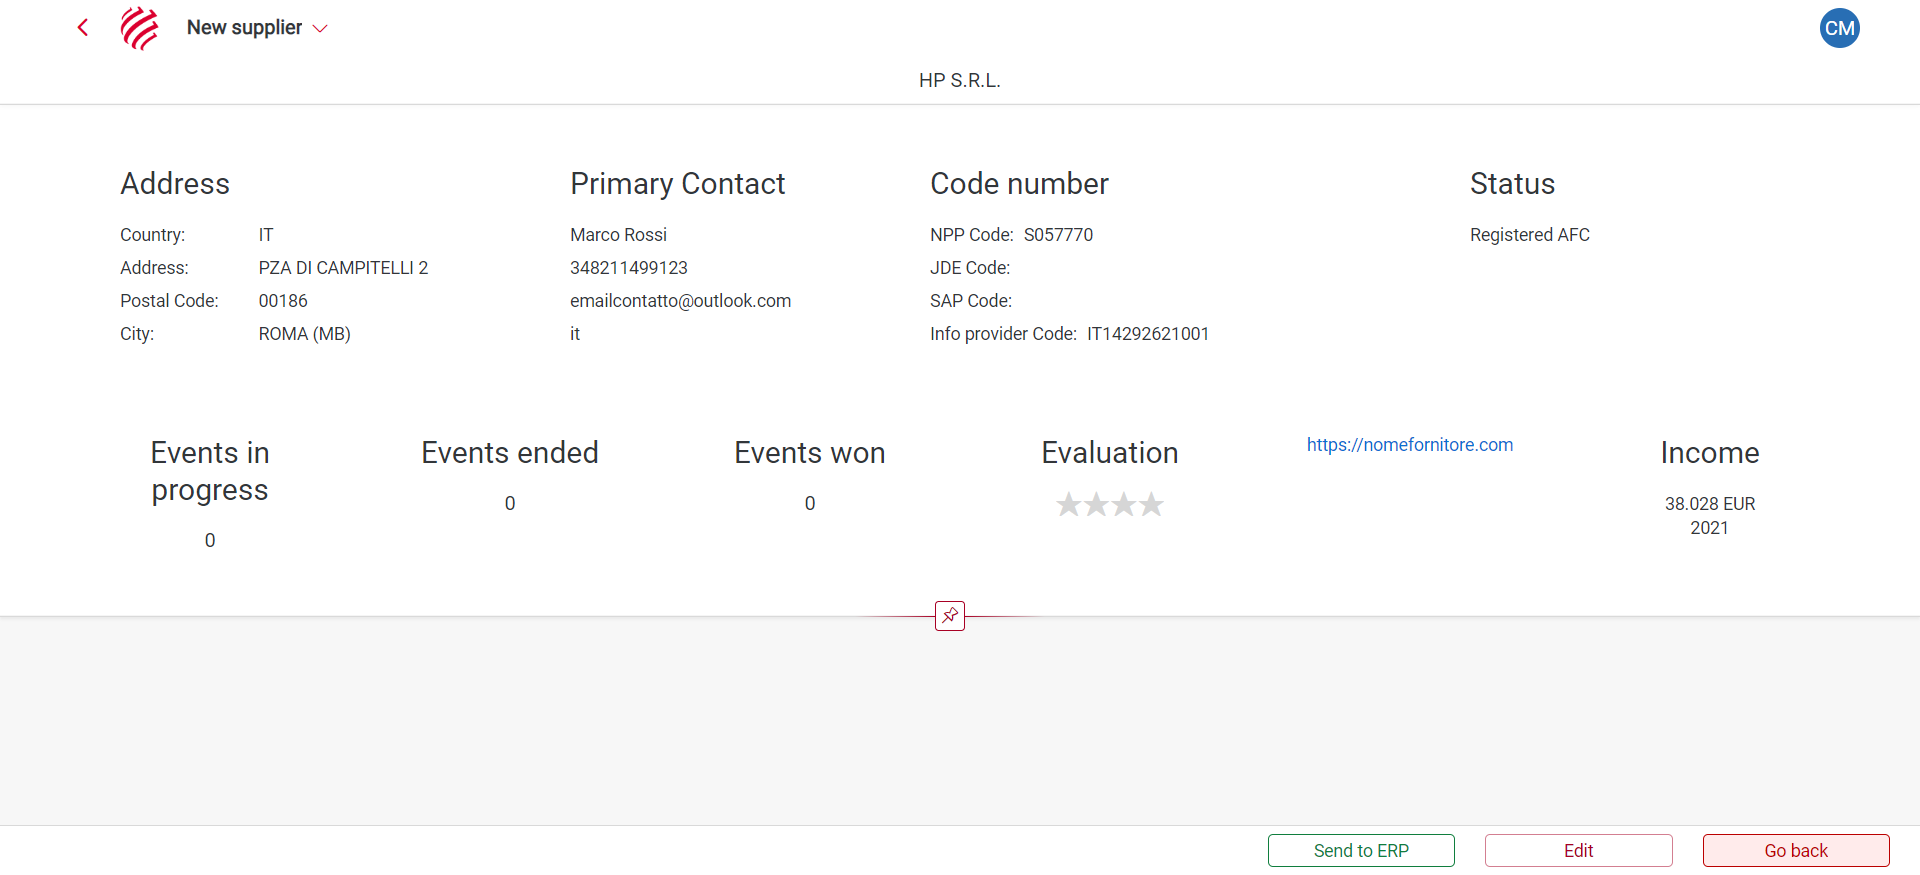 New supplier
CM
HP S.R.L.
Address
Country: IT
Address: PZA DI CAMPITELLI 2
Postal Code: 00186
City: ROMA (MB)
Primary Contact
Marco Rossi
348211499123
emailcontatto@outlook.com
it
Code number
NPP Code: S057770
JDE Code:
SAP Code:
Info provider Code: IT14292621001
Status
Registered AFC
Events in
progress
0
Events ended
0
Events won
0
Evaluation
https://nomefornitore.com
Income
38.028 EUR
2021
Send to ERP
Edit
Go back